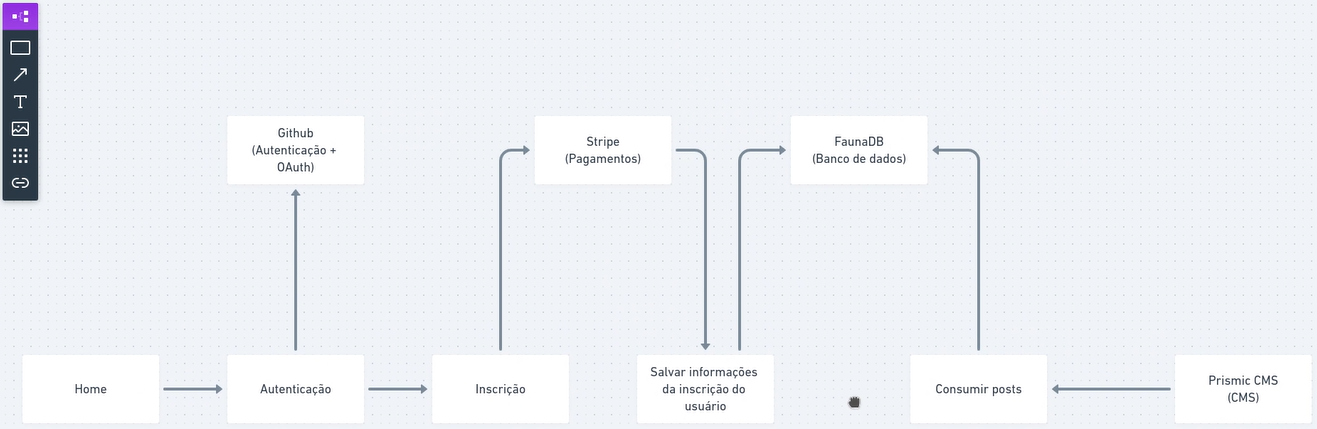 Github
(Autenticação +
OAuth)
Stripe
(Pagamentos)
FaunaDB
(Banco de dados)
Home
Autenticação
Inscrição
Salvar informações
da inscrição do
usuário
Consumir posts
Prismic CMS
(CMS)